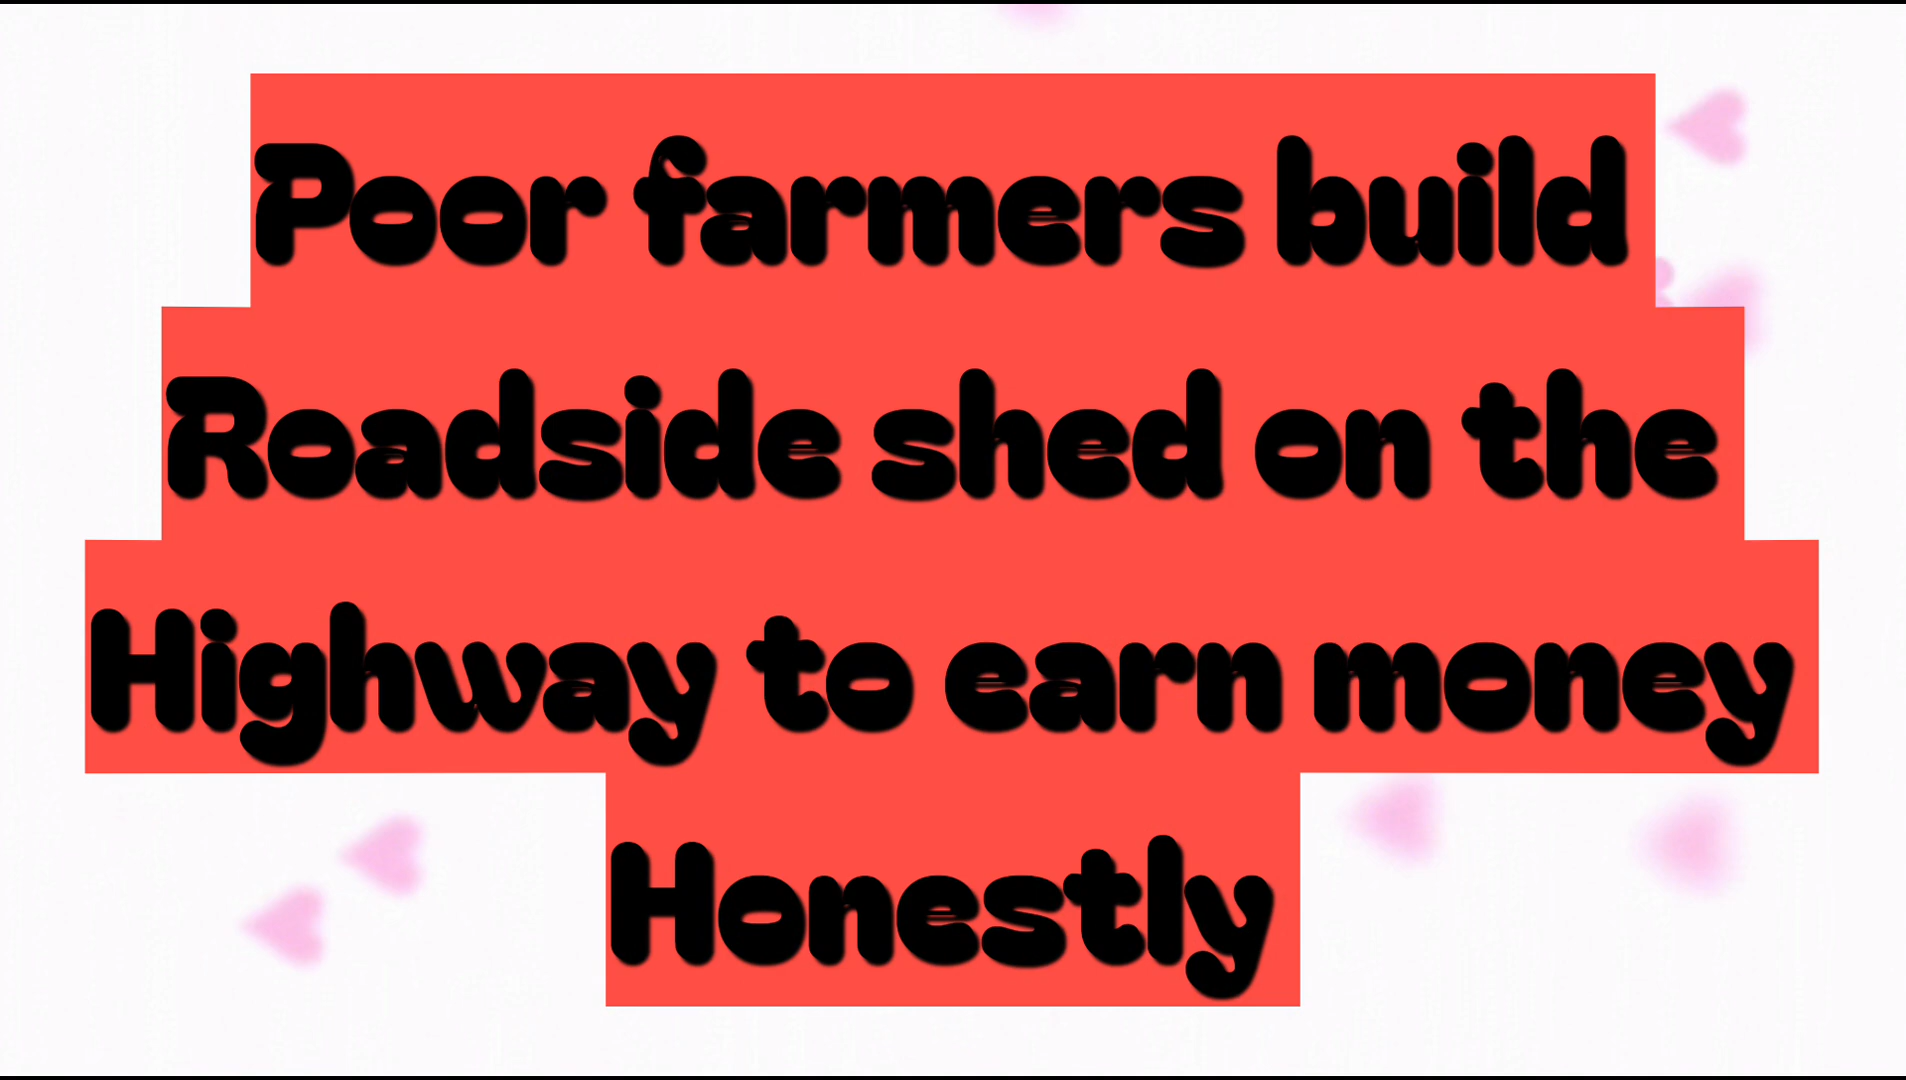 Poor farmers build
Roadside shed on the
Highway to earn money
Honestly